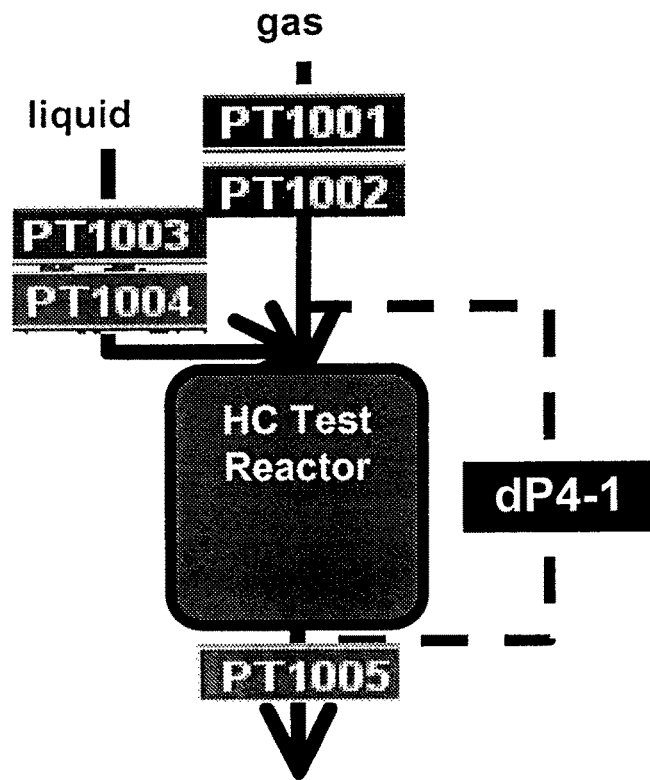 gas
liquid
PT1001
PT1002
PT1003
PT1004
HC Test
Reactor
dP4-1
PT1005